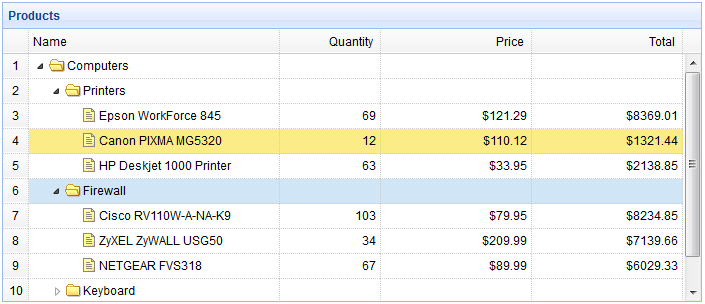 Products
Name Quantity Price Total
1 Computers
2 Printers
3 Epson WorkForce 845 69 $121.29 $8369.01
4 Canon PIXMA MG5320 12 $110.12 $1321.44
5 HP Deskjet 1000 Printer 63 $33.95 $2138.85
6 Firewall
7 Cisco RV110W-A-NA-K9 103 $79.95 $8234.85
8 ZyXEL ZyWALL USG50 34 $209.99 $7139.66
9 NETGEAR FVS318 67 $89.99 $6029.33
10 Keyboard